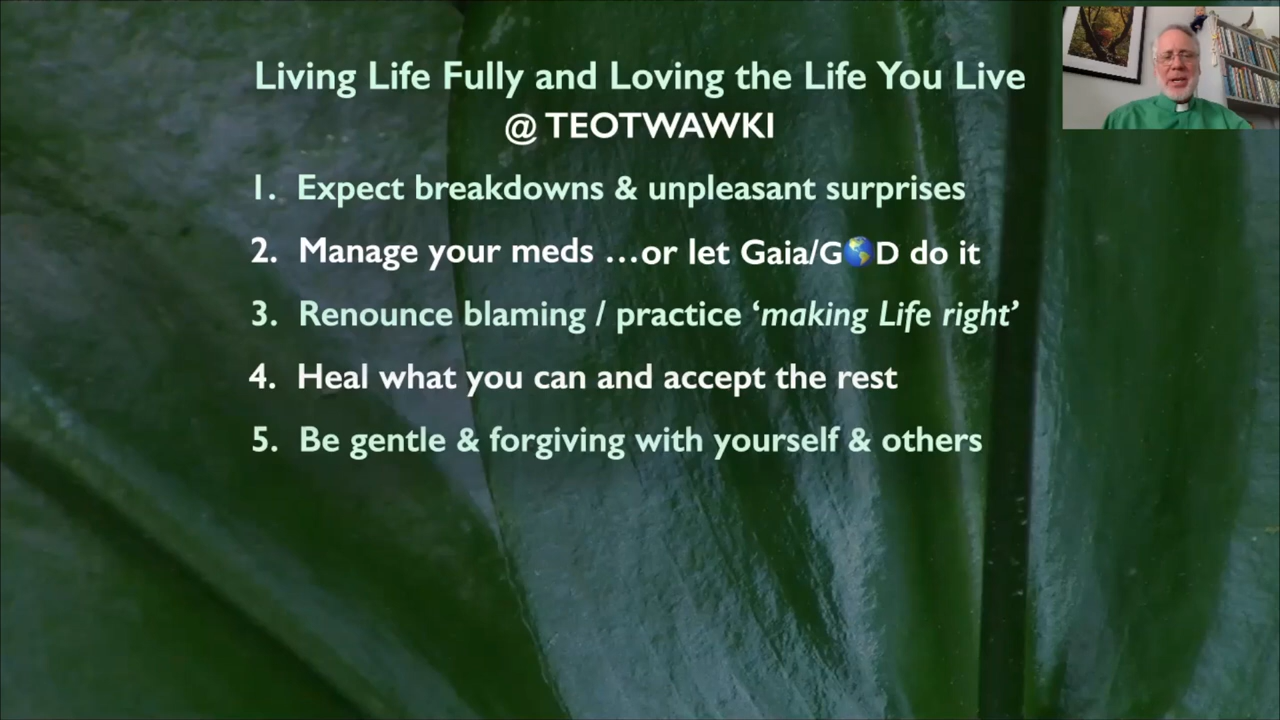 Living Life Fully and Loving the Life You Live
@ TEOTWAWKI
1. Expect breakdowns & unpleasant surprises
2. Manage your meds ...or let Gaia/G🌎D do it
3. Renounce blaming / practice ‘making Life right’
4. Heal what you can and accept the rest
5. Be gentle & forgiving with yourself & others